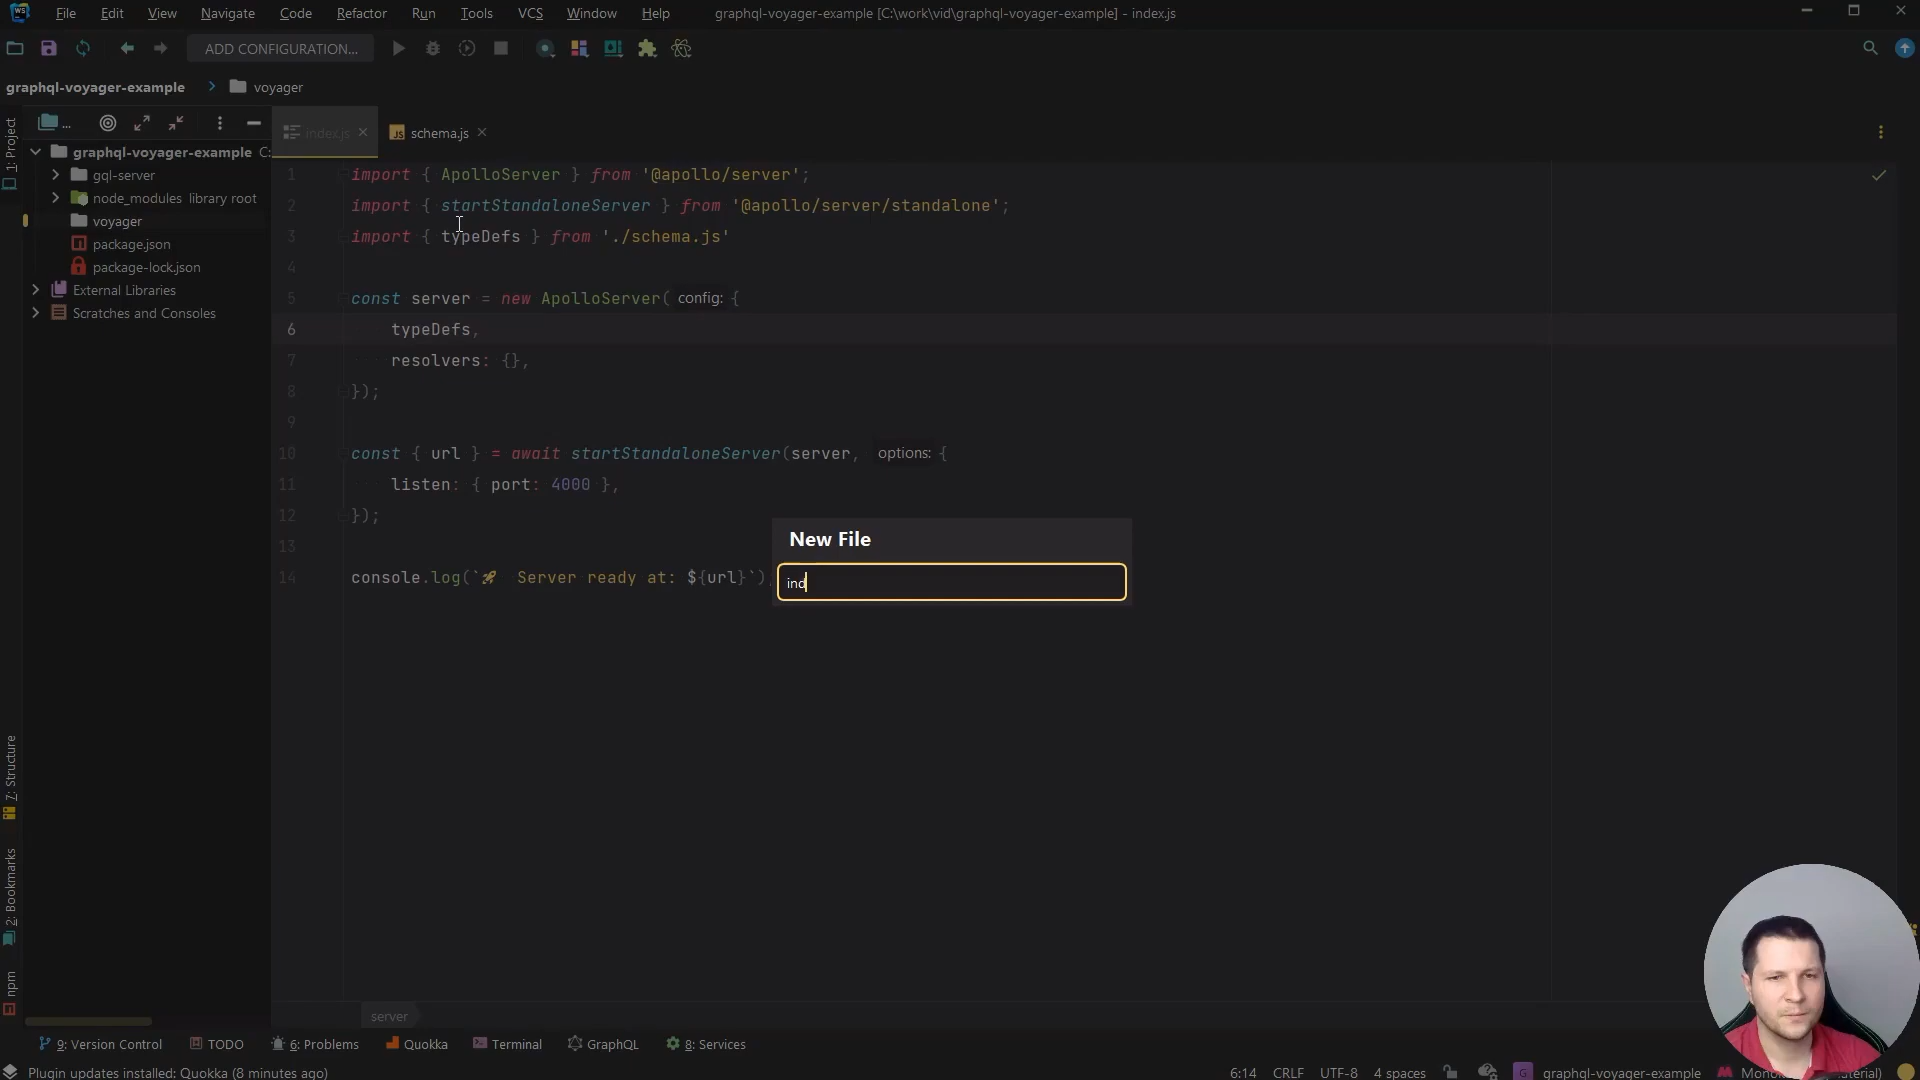 WS File Edit View Navigate Code Refactor Run Tools VCS Window Help graphql-voyager-example [C:\work\vid\graphql-voyager-example] - index.js
ADD CONFIGURATION...
graphql-voyager-example voyager
... index.js JS schema.js
1: Project
graphql-voyager-example C:
gql-server
node_modules library root
voyager
package.json
package-lock.json
External Libraries
Scratches and Consoles
1 import { ApolloServer } from '@apollo/server';
2 import { startStandaloneServer } from '@apollo/server/standalone';
3 import { typeDefs } from './schema.js'
4
5 const server = new ApolloServer( config: {
6 typeDefs,
7 resolvers: {},
8 });
9
10 const { url } = await startStandaloneServer(server, options: {
11 listen: { port: 4000 },
12 });
13
14 console.log(`🚀 Server ready at: ${url}`)
New File
ind
7: Structure
2: Bookmarks
npm
server
9: Version Control TODO 6: Problems Quokka Terminal GraphQL 8: Services
Plugin updates installed: Quokka (8 minutes ago) 6:14 CRLF UTF-8 4 spaces G graphql-voyager-example